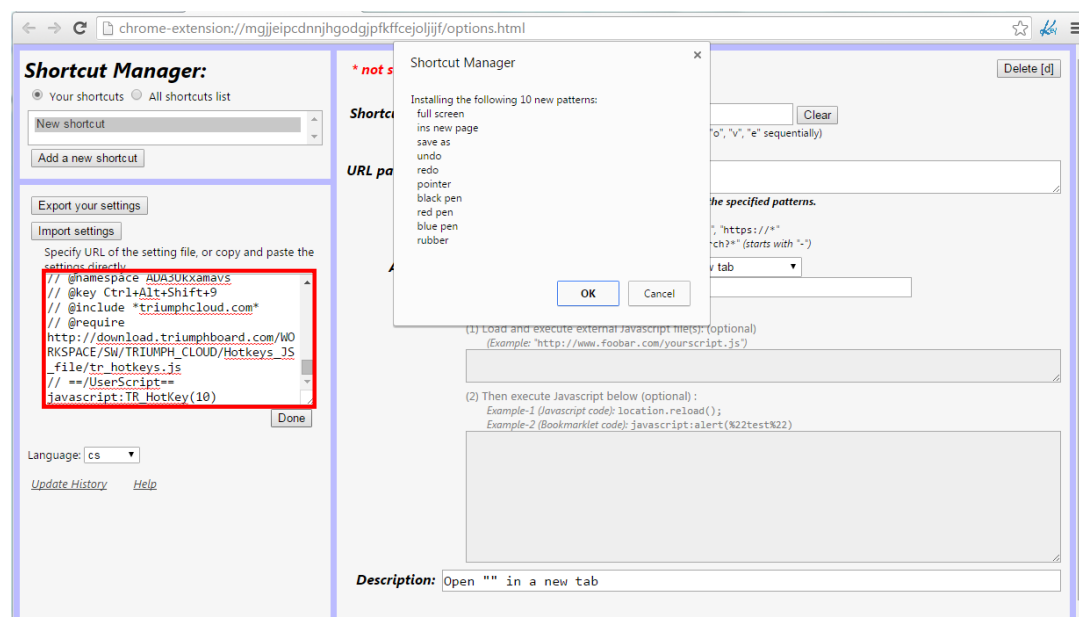 chrome-extension://mgjjeipcdnnjhgodgjpfkffcejoljijf/options.html
Shortcut Manager:
Your shortcuts All shortcuts list
New shortcut
Add a new shortcut
Export your settings
Import settings
Specify URL of the setting file, or copy and paste the
settings directly
// @namespace ADA3Ukxamavs
// @key Ctrl+Alt+Shift+9
// @include *triumphcloud.com*
// @require
http://download.triumphboard.com/WO
RKSPACE/SW/TRIUMPH_CLOUD/Hotkeys_JS
_file/tr_hotkeys.js
// ==/UserScript==
javascript:TR_HotKey(10)
Done
Language: cs
Update History Help
Shortcut Manager
Installing the following 10 new patterns:
full screen
ins new page
save as
undo
redo
pointer
black pen
red pen
blue pen
rubber
OK Cancel
* not s
Delete [d]
Shortcu
Clear
"o", "v", "e" sequentially)
URL pa
the specified patterns.
", "https://*"
rch?*" (starts with "-")
A
w tab
(1) Load and execute external Javascript file(s): (optional)
(Example: "http://www.foobar.com/yourscript.js")
(2) Then execute Javascript below (optional) :
Example-1 (Javascript code): location.reload();
Example-2 (Bookmarklet code): javascript:alert(%22test%22)
Description: Open "" in a new tab